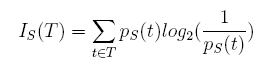 I_S(T) = \sum_{t \in T} p_S(t) log_2(\frac{1}{p_S(t)})